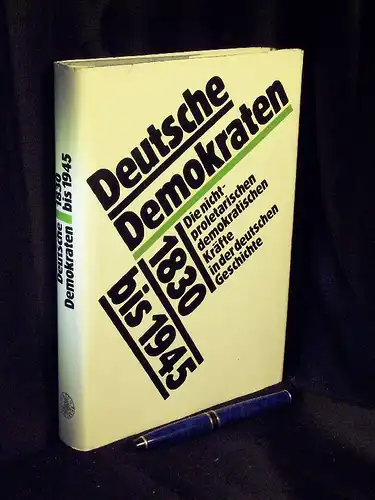 Deutsche
Demokraten
1830
bis 1945
Die nicht-
proletarischen
demokratischen
Kräfte
in der deutschen
Geschichte
Deutsche 1830
Demokraten bis 1945